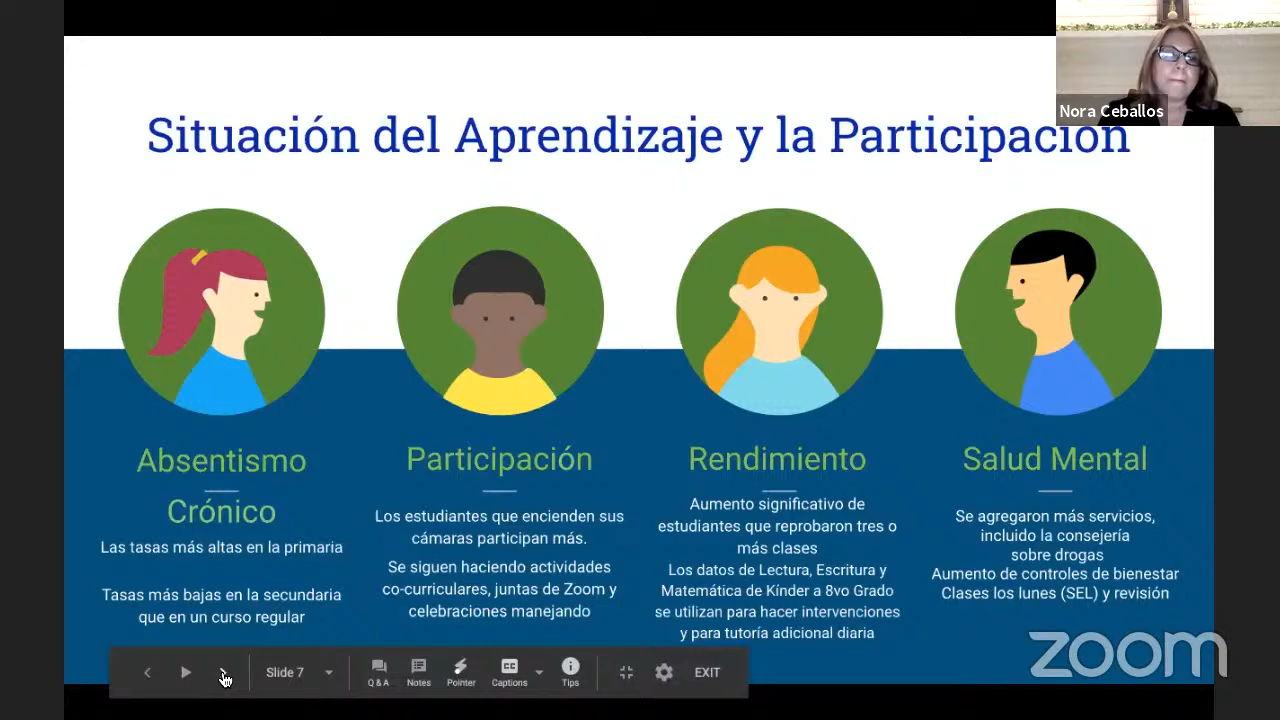 Nora Ceballos
Situación del Aprendizaje y la Participación
Absentismo
Crónico
Las tasas más altas en la primaria
Tasas más bajas en la secundaria
que en un curso regular
Participación
Los estudiantes que encienden sus
cámaras participan más.
Se siguen haciendo actividades
co-curriculares, juntas de Zoom y
celebraciones manejando
Rendimiento
Aumento significativo de
estudiantes que reprobaron tres o
más clases
Los datos de Lectura, Escritura y
Matemática de Kínder a 8vo Grado
se utilizan para hacer intervenciones
y para tutoría adicional diaria
Salud Mental
Se agregaron más servicios,
incluido la consejería
sobre drogas
Aumento de controles de bienestar
Clases los lunes (SEL) y revisión
zoom
Slide 7
Q & A
Notes
Pointer
CC
Captions
Tips
EXIT